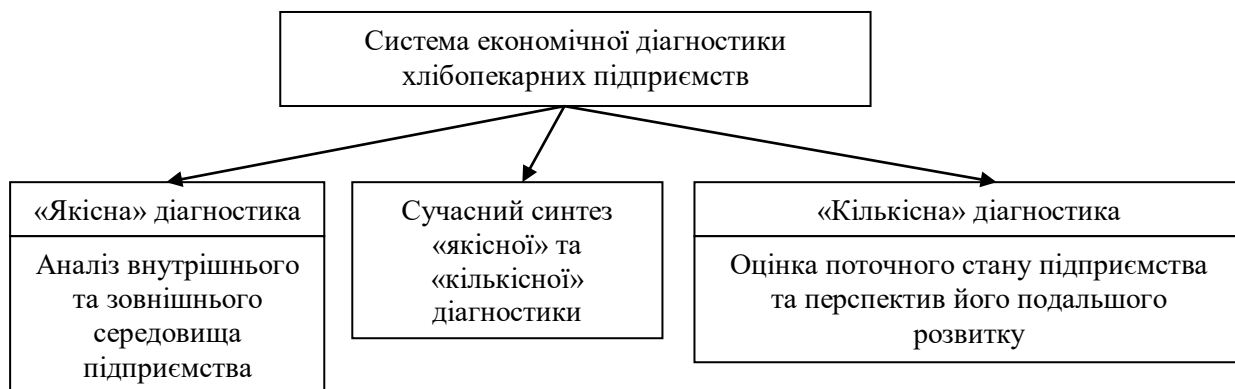 Система економічної діагностики
хлібопекарних підприємств
«Якісна» діагностика
Аналіз внутрішнього
та зовнішнього
середовища
підприємства
Сучасний синтез
«якісної» та
«кількісної»
діагностики
«Кількісна» діагностика
Оцінка поточного стану підприємства
та перспектив його подальшого
розвитку